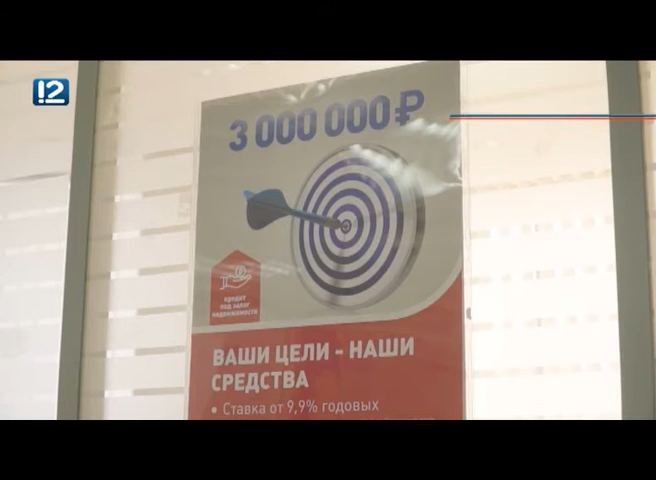 12
3 000 000 ₽
кредит
под залог
недвижимости
ВАШИ ЦЕЛИ - НАШИ
СРЕДСТВА
• Ставка от 9,9% годовых